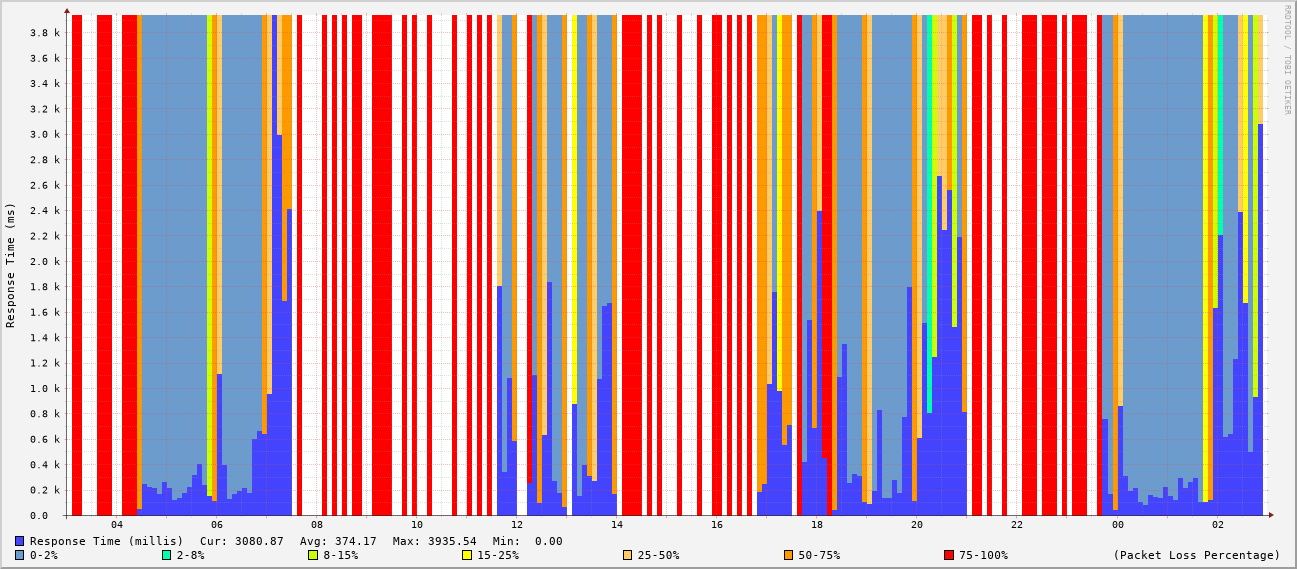 RRDTOOL / TOBI OETIKER
Response Time (ms)
3.8 k
3.6 k
3.4 k
3.2 k
3.0 k
2.8 k
2.6 k
2.4 k
2.2 k
2.0 k
1.8 k
1.6 k
1.4 k
1.2 k
1.0 k
0.8 k
0.6 k
0.4 k
0.2 k
0.0
04 06 08 10 12 14 16 18 20 22 00 02
Response Time (millis) Cur: 3080.87 Avg: 374.17 Max: 3935.54 Min: 0.00
0-2% 2-8% 8-15% 15-25% 25-50% 50-75% 75-100% (Packet Loss Percentage)